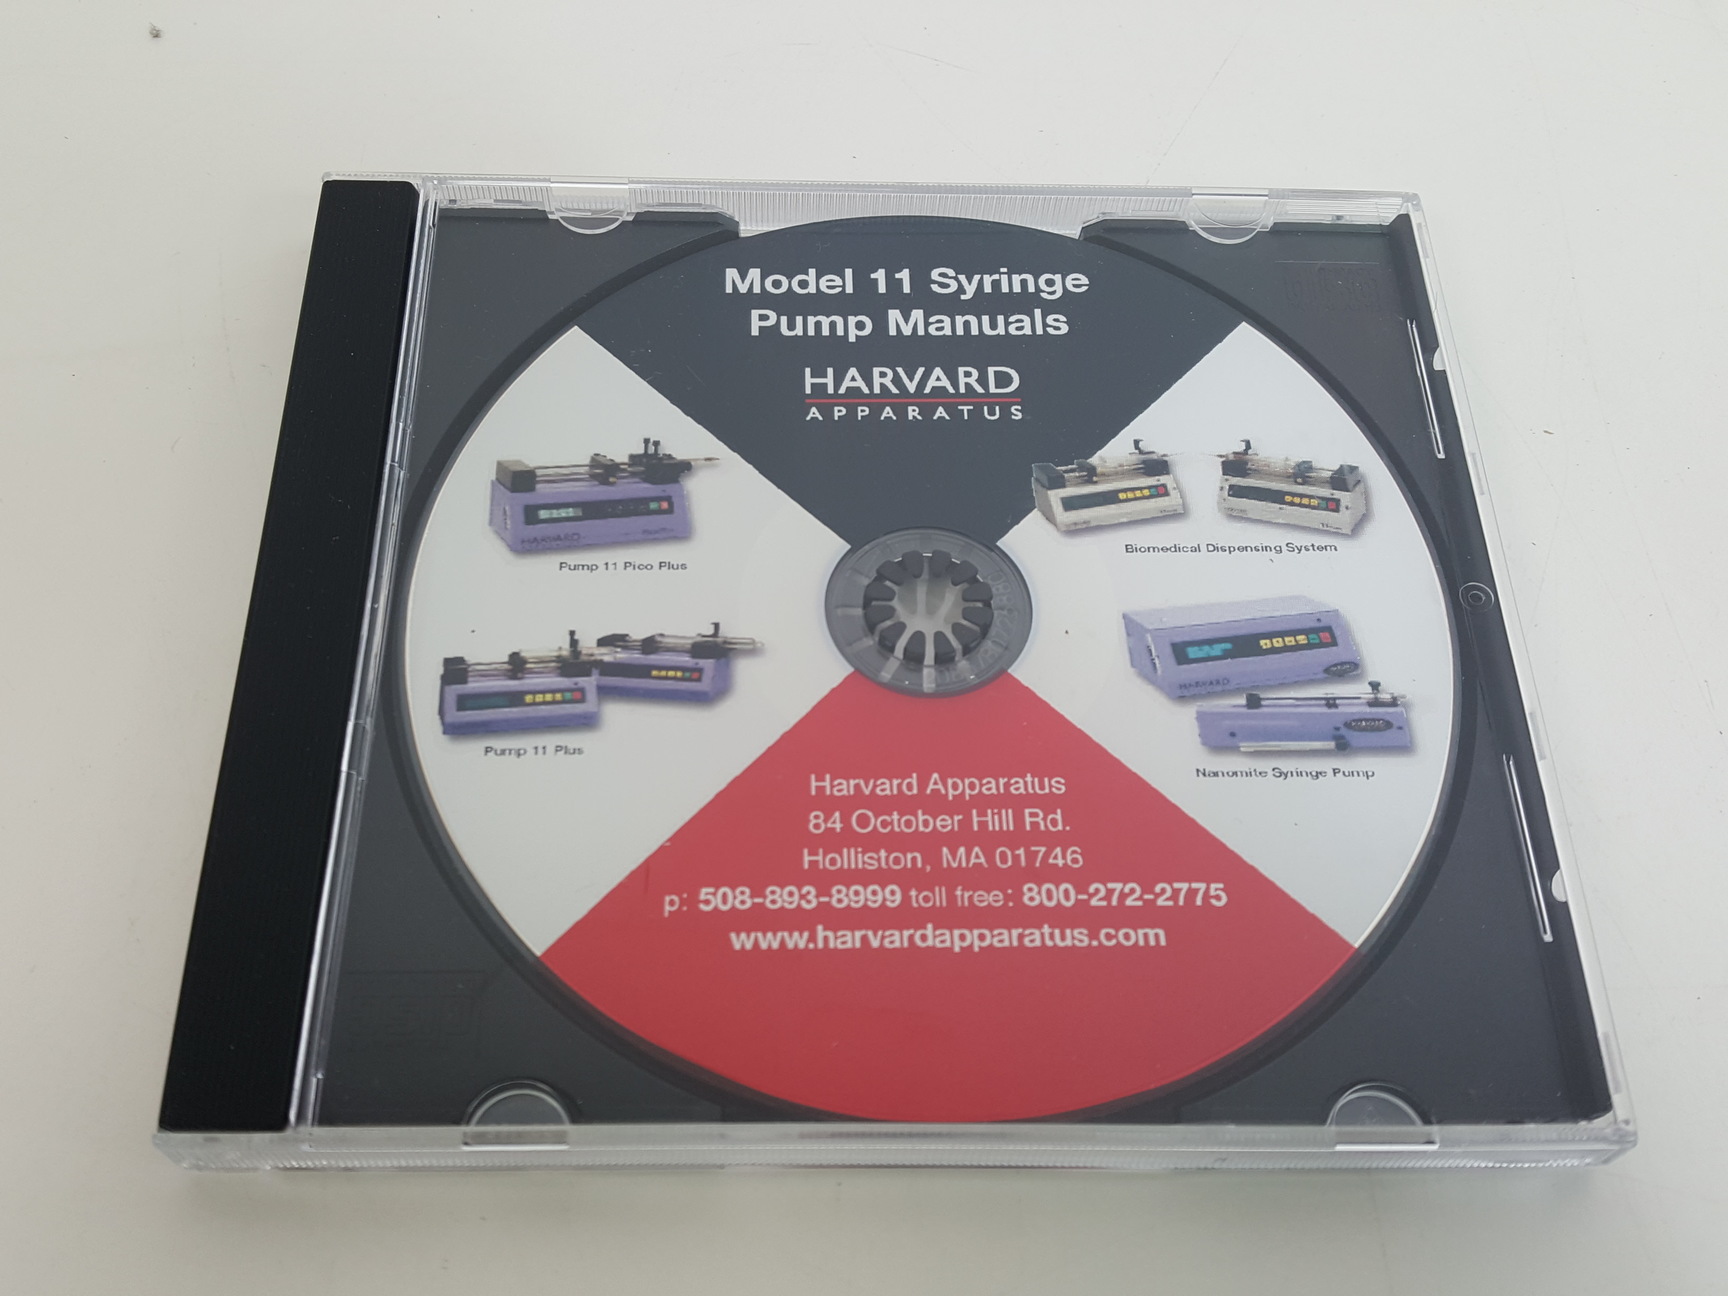 Model 11 Syringe
Pump Manuals
HARVARD
APPARATUS
Pump 11 Pico Plus
Biomedical Dispensing System
Pump 11 Plus
HARVARD
Nanomite Syringe Pump
Harvard Apparatus
84 October Hill Rd.
Holliston, MA 01746
p: 508-893-8999 toll free: 800-272-2775
www.harvardapparatus.com